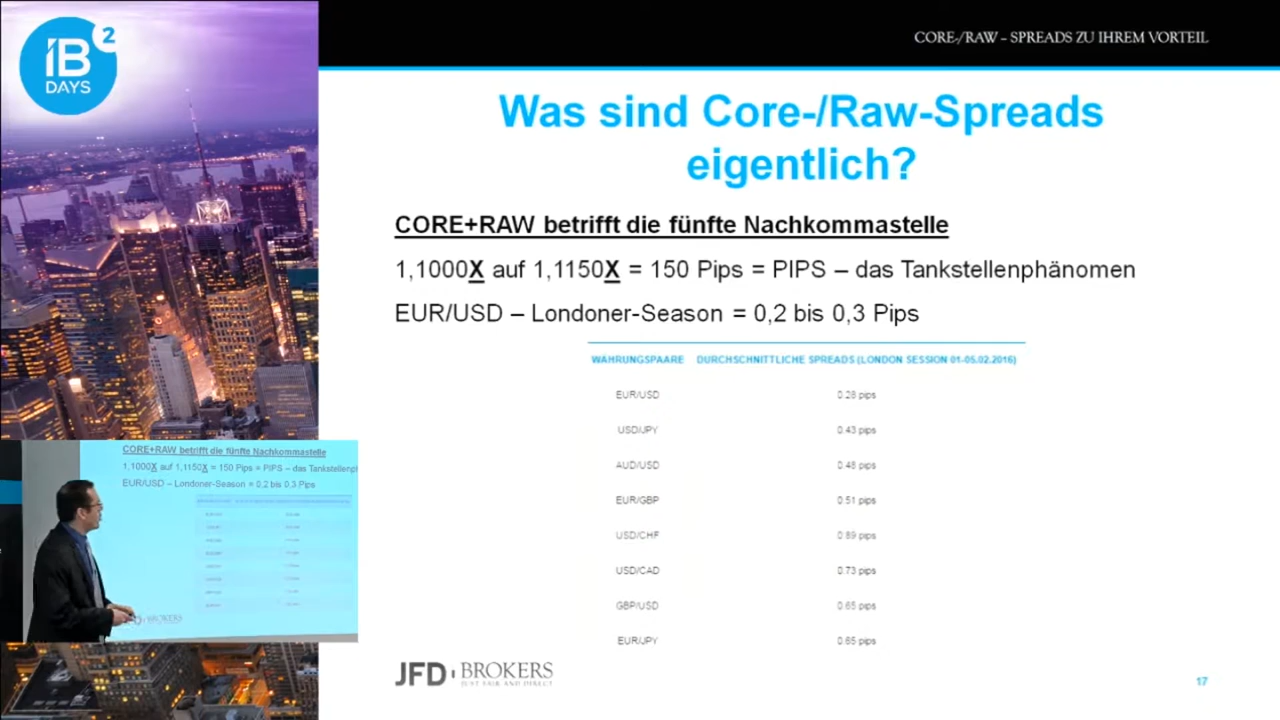 IB 2
DAYS
CORE-/RAW – SPREADS ZU IHREM VORTEIL
Was sind Core-/Raw-Spreads
eigentlich?
CORE+RAW betrifft die fünfte Nachkommastelle
1,1000X auf 1,1150X = 150 Pips = PIPS – das Tankstellenphänomen
EUR/USD – Londoner-Season = 0,2 bis 0,3 Pips
WÄHRUNGSPAARE DURCHSCHNITTLICHE SPREADS (LONDON SESSION 01-05.02.2016)
EUR/USD 0.28 pips
USD/JPY 0.43 pips
AUD/USD 0.48 pips
EUR/GBP 0.51 pips
USD/CHF 0.89 pips
USD/CAD 0.73 pips
GBP/USD 0.65 pips
EUR/JPY 0.65 pips
CORE+RAW betrifft die fünfte Nachkommastelle
1,1000X auf 1,1150X = 150 Pips = PIPS – das Tankstellenph
EUR/USD – Londoner-Season = 0,2 bis 0,3 Pips
JFD BROKERS
JFD BROKERS
JUST FAIR AND DIRECT
17